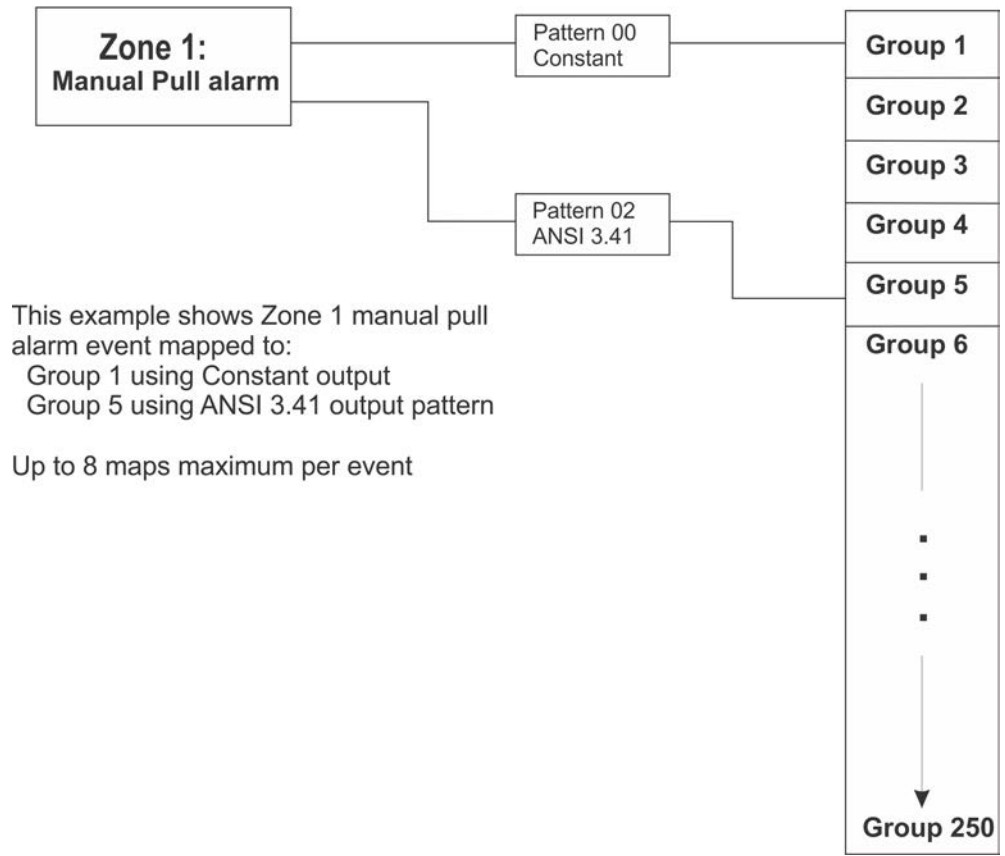 Zone 1:
Manual Pull alarm
Pattern 00
Constant
Pattern 02
ANSI 3.41
Group 1
Group 2
Group 3
Group 4
Group 5
Group 6
Group 250
This example shows Zone 1 manual pull
alarm event mapped to:
Group 1 using Constant output
Group 5 using ANSI 3.41 output pattern
Up to 8 maps maximum per event